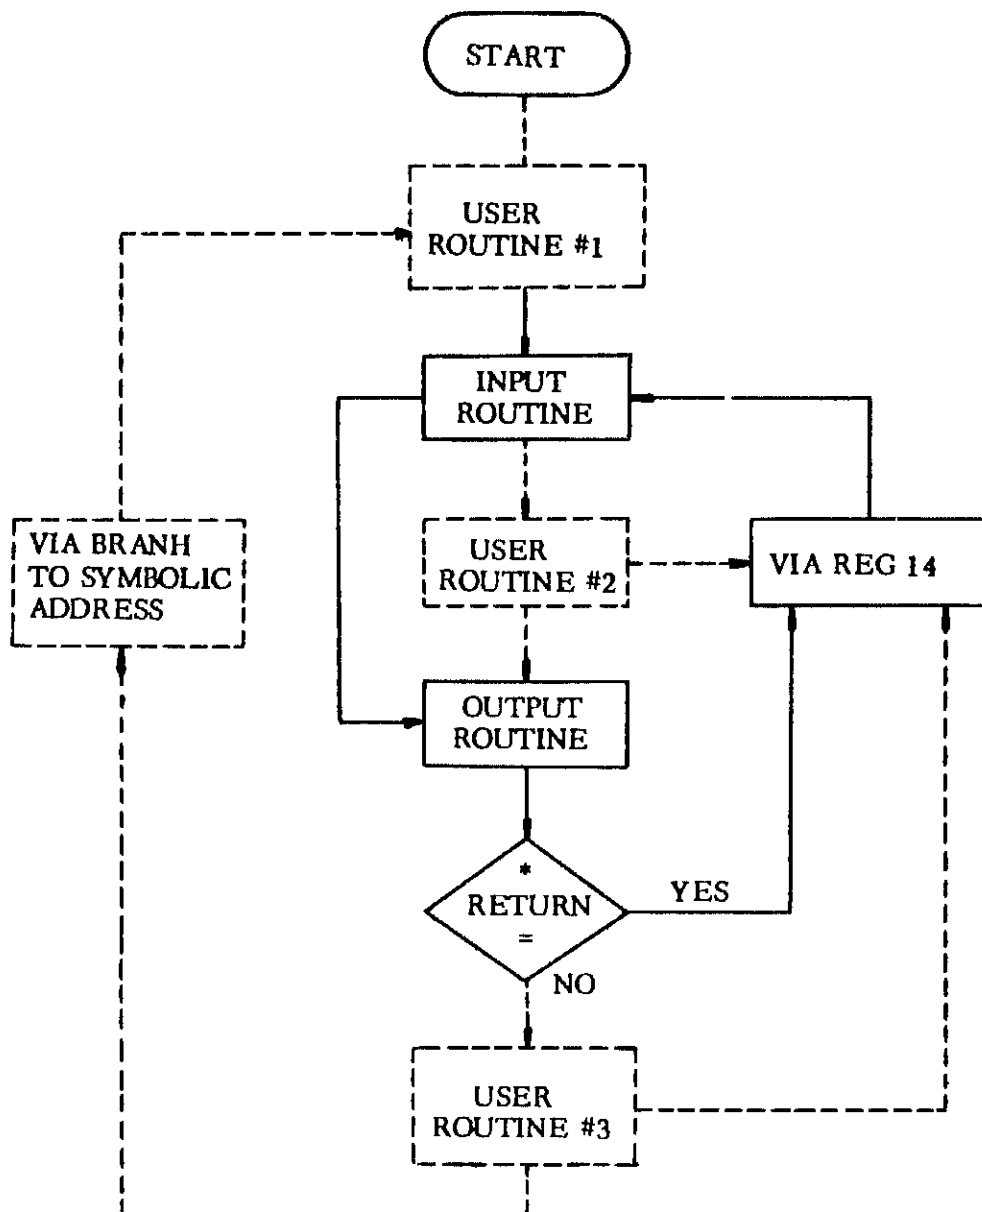 START
USER
ROUTINE #1
INPUT
ROUTINE
VIA BRANH
TO SYMBOLIC
ADDRESS
USER
ROUTINE #2
VIA REG 14
OUTPUT
ROUTINE
*
RETURN
=
YES
NO
USER
ROUTINE #3